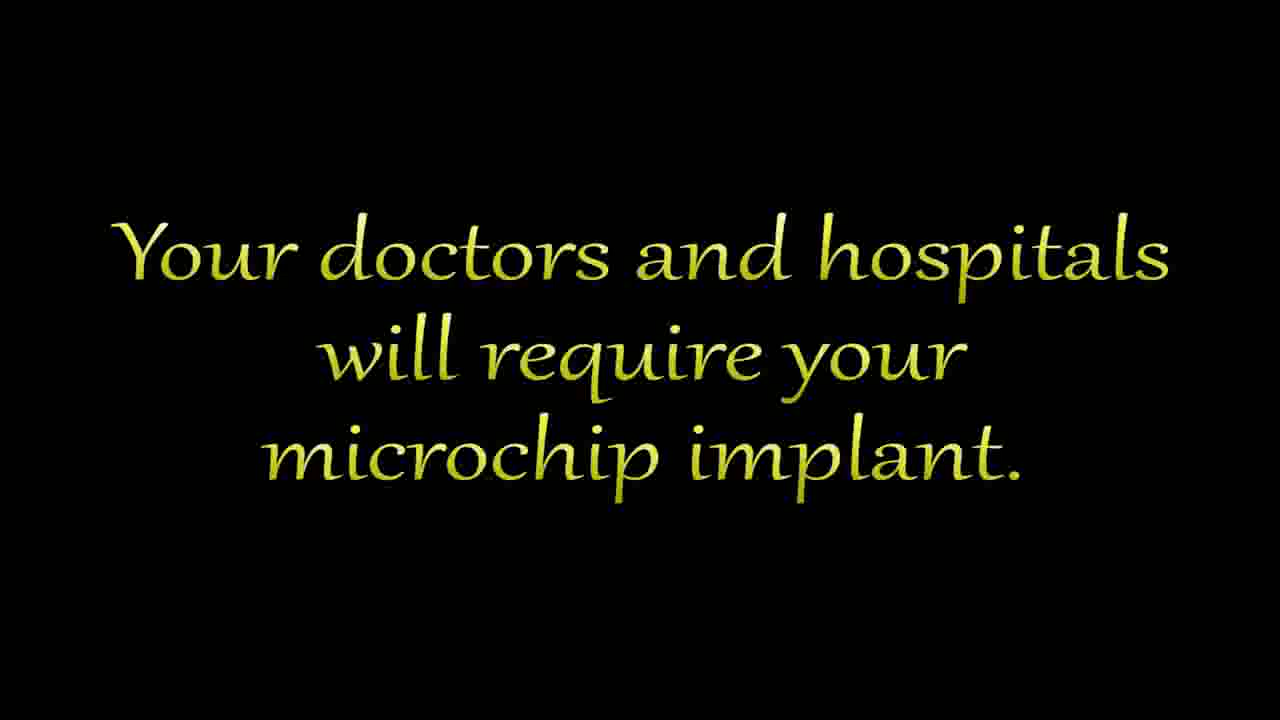 Your doctors and hospitals
will require your
microchip implant.